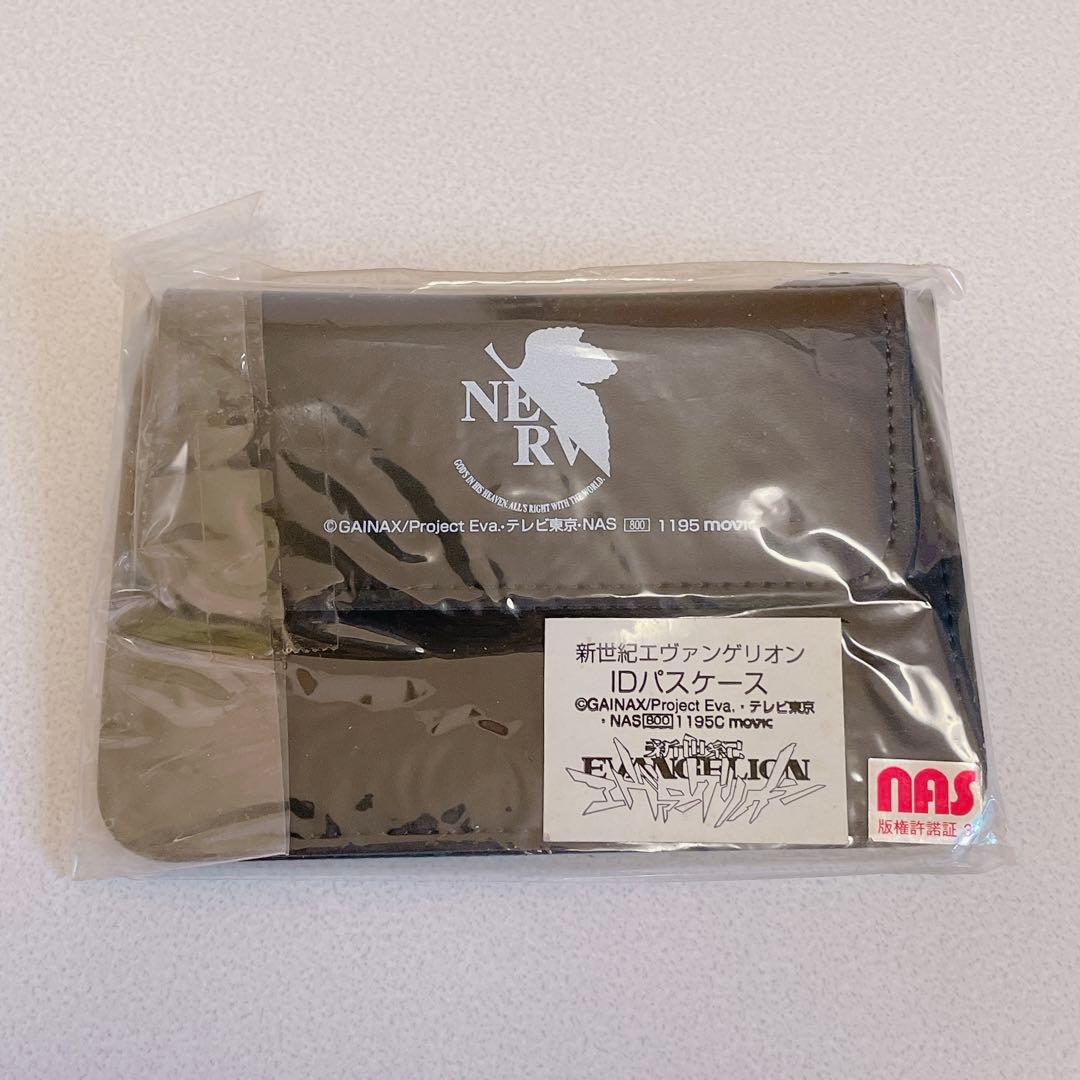 NE
RV
GOD'S IN HIS HEAVEN. ALL'S RIGHT WITH THE WORLD.
©GAINAX/Project Eva.・テレビ東京・NAS 800 1195 movic
新世紀エヴァンゲリオン
IDパスケース
©GAINAX/Project Eva.・テレビ東京
・NAS 800 1195C movic
新世紀
EVANGELION
エヴァンゲリオン
nas
版権許諾証 3